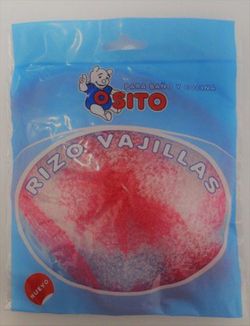 PARA BAÑO Y COCINA
OSITO
RIZO VAJILLAS
NUEVO